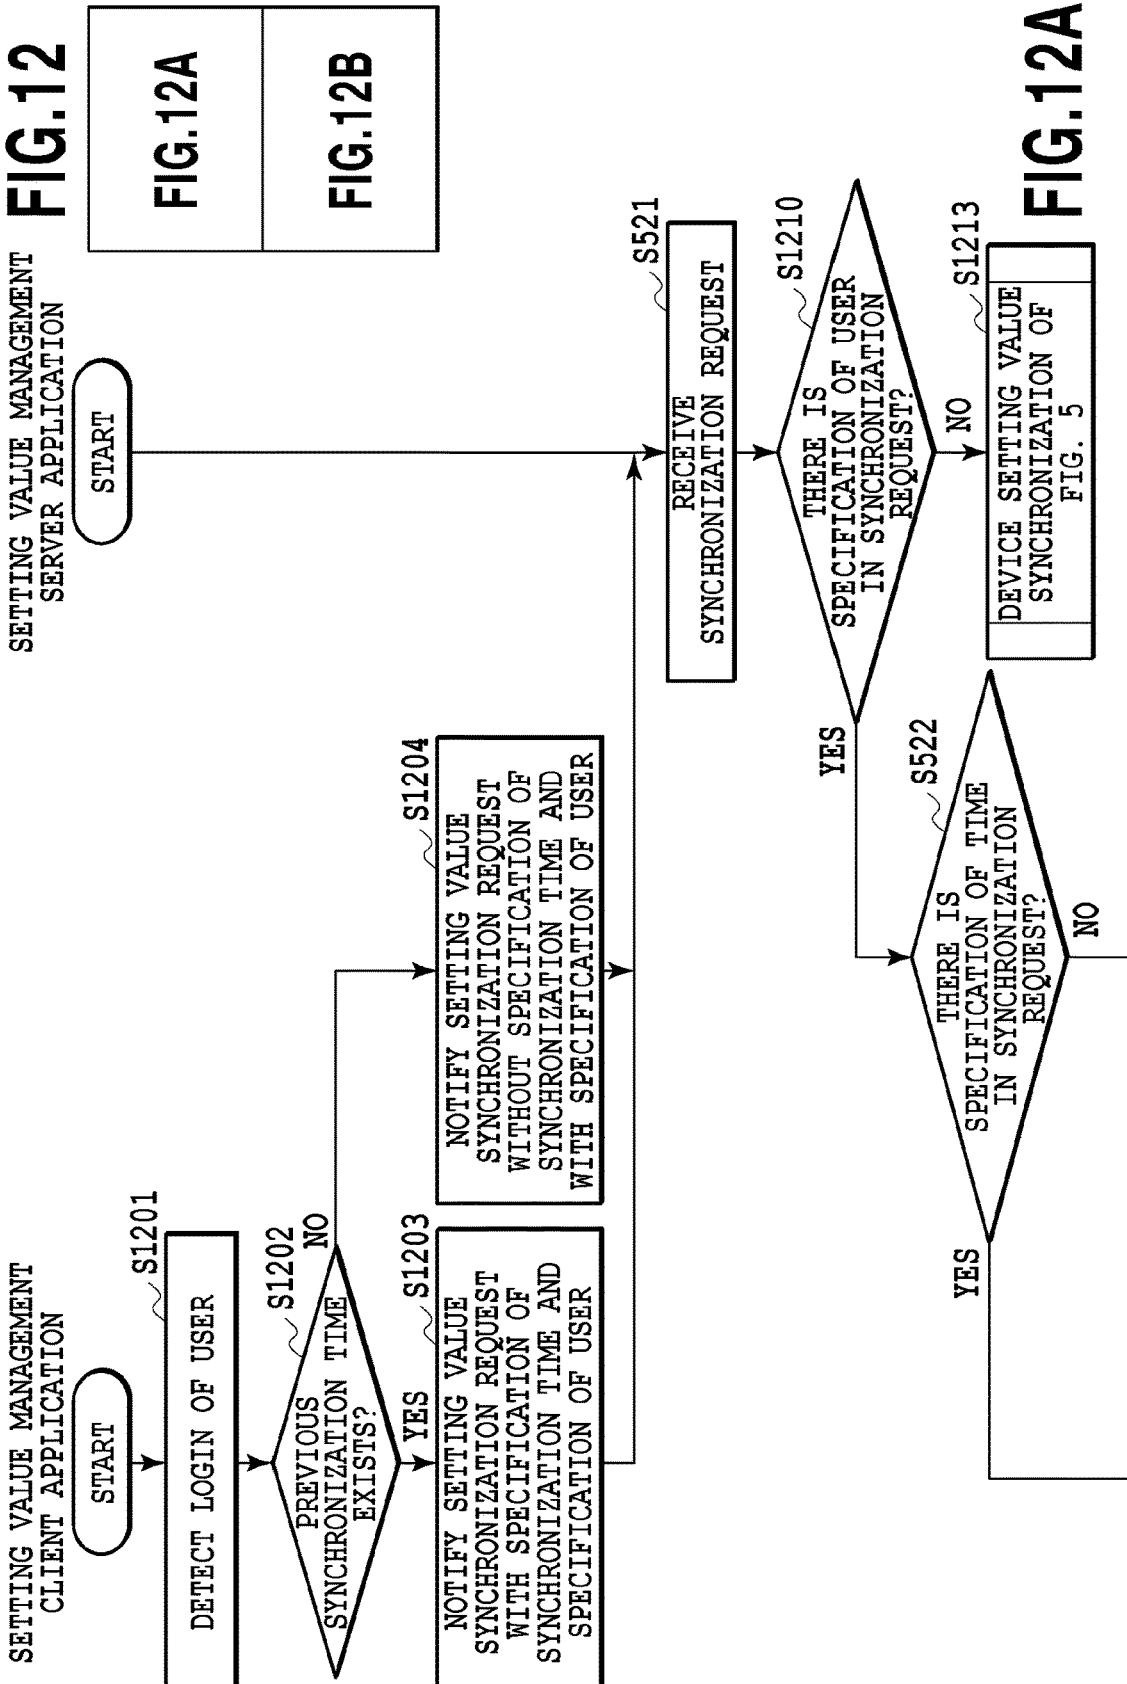 FIG.12
FIG.12A
FIG.12B
SETTING VALUE MANAGEMENT
CLIENT APPLICATION
START
DETECT LOGIN OF USER
S1201
PREVIOUS
SYNCHRONIZATION TIME
EXISTS?
S1202
NO
YES
NOTIFY SETTING VALUE
SYNCHRONIZATION REQUEST
WITH SPECIFICATION OF
SYNCHRONIZATION TIME AND
SPECIFICATION OF USER
S1203
NOTIFY SETTING VALUE
SYNCHRONIZATION REQUEST
WITHOUT SPECIFICATION OF
SYNCHRONIZATION TIME AND
WITH SPECIFICATION OF USER
S1204
SETTING VALUE MANAGEMENT
SERVER APPLICATION
START
RECEIVE
SYNCHRONIZATION REQUEST
S521
THERE IS
SPECIFICATION OF USER
IN SYNCHRONIZATION
REQUEST?
S1210
YES
NO
THERE IS
SPECIFICATION OF TIME
IN SYNCHRONIZATION
REQUEST?
S522
YES
NO
DEVICE SETTING VALUE
SYNCHRONIZATION OF
FIG. 5
S1213
FIG.12A